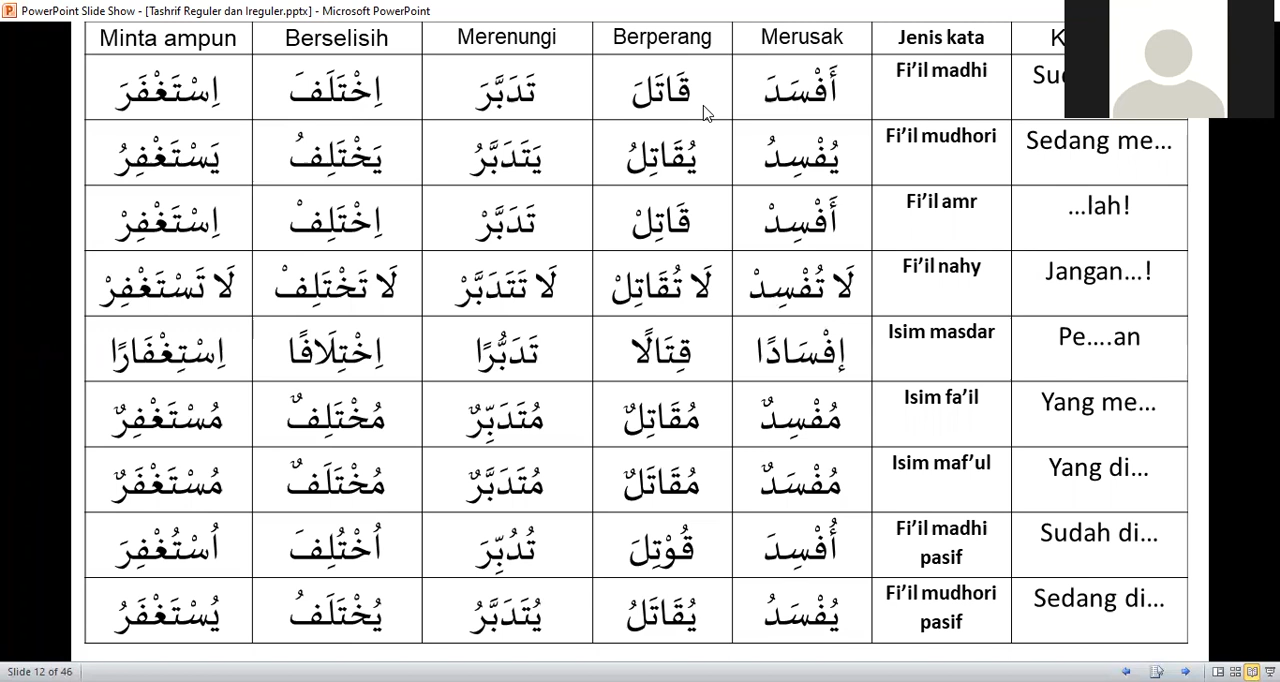 PowerPoint Slide Show - [Tashrif Reguler dan Ireguler.pptx] - Microsoft PowerPoint
Minta ampun Berselisih Merenungi Berperang Merusak Jenis kata
اِسْتَغْفَرَ اِخْتَلَفَ تَدَبَّرَ قَاتَلَ أَفْسَدَ Fi’il madhi
يَسْتَغْفِرُ يَخْتَلِفُ يَتَدَبَّرُ يُقَاتِلُ يُفْسِدُ Fi’il mudhori Sedang me...
اِسْتَغْفِرْ اِخْتَلِفْ تَدَبَّرْ قَاتِلْ أَفْسِدْ Fi’il amr ...lah!
لَا تَسْتَغْفِرْ لَا تَخْتَلِفْ لَا تَتَدَبَّرْ لَا تُقَاتِلْ لَا تُفْسِدْ Fi’il nahy Jangan...!
اِسْتِغْفَارًا اِخْتِلَافًا تَدَبُّرًا قِتَالًا إِفْسَادًا Isim masdar Pe....an
مُسْتَغْفِرٌ مُخْتَلِفٌ مُتَدَبِّرٌ مُقَاتِلٌ مُفْسِدٌ Isim fa’il Yang me...
مُسْتَغْفَرٌ مُخْتَلَفٌ مُتَدَبَّرٌ مُقَاتَلٌ مُفْسَدٌ Isim maf’ul Yang di...
اُسْتُغْفِرَ اُخْتُلِفَ تُدُبِّرَ قُوْتِلَ أُفْسِدَ Fi’il madhi pasif Sudah di...
يُسْتَغْفَرُ يُخْتَلَفُ يُتَدَبَّرُ يُقَاتَلُ يُفْسَدُ Fi’il mudhori pasif Sedang di...
Slide 12 of 46